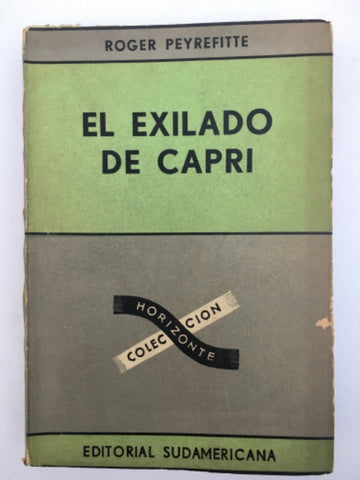 ROGER PEYREFITTE
EL EXILADO
DE CAPRI
COLECCION
HORIZONTE
EDITORIAL SUDAMERICANA